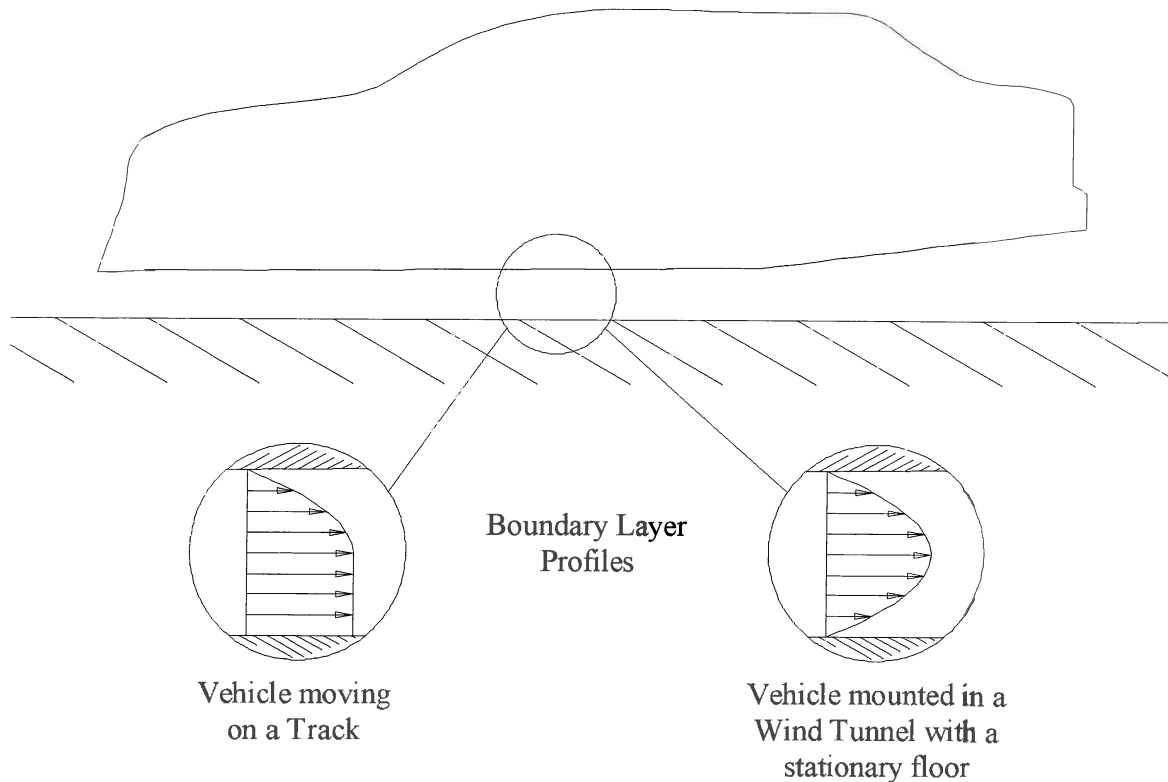 Boundary Layer
Profiles
Vehicle moving
on a Track
Vehicle mounted in a
Wind Tunnel with a
stationary floor